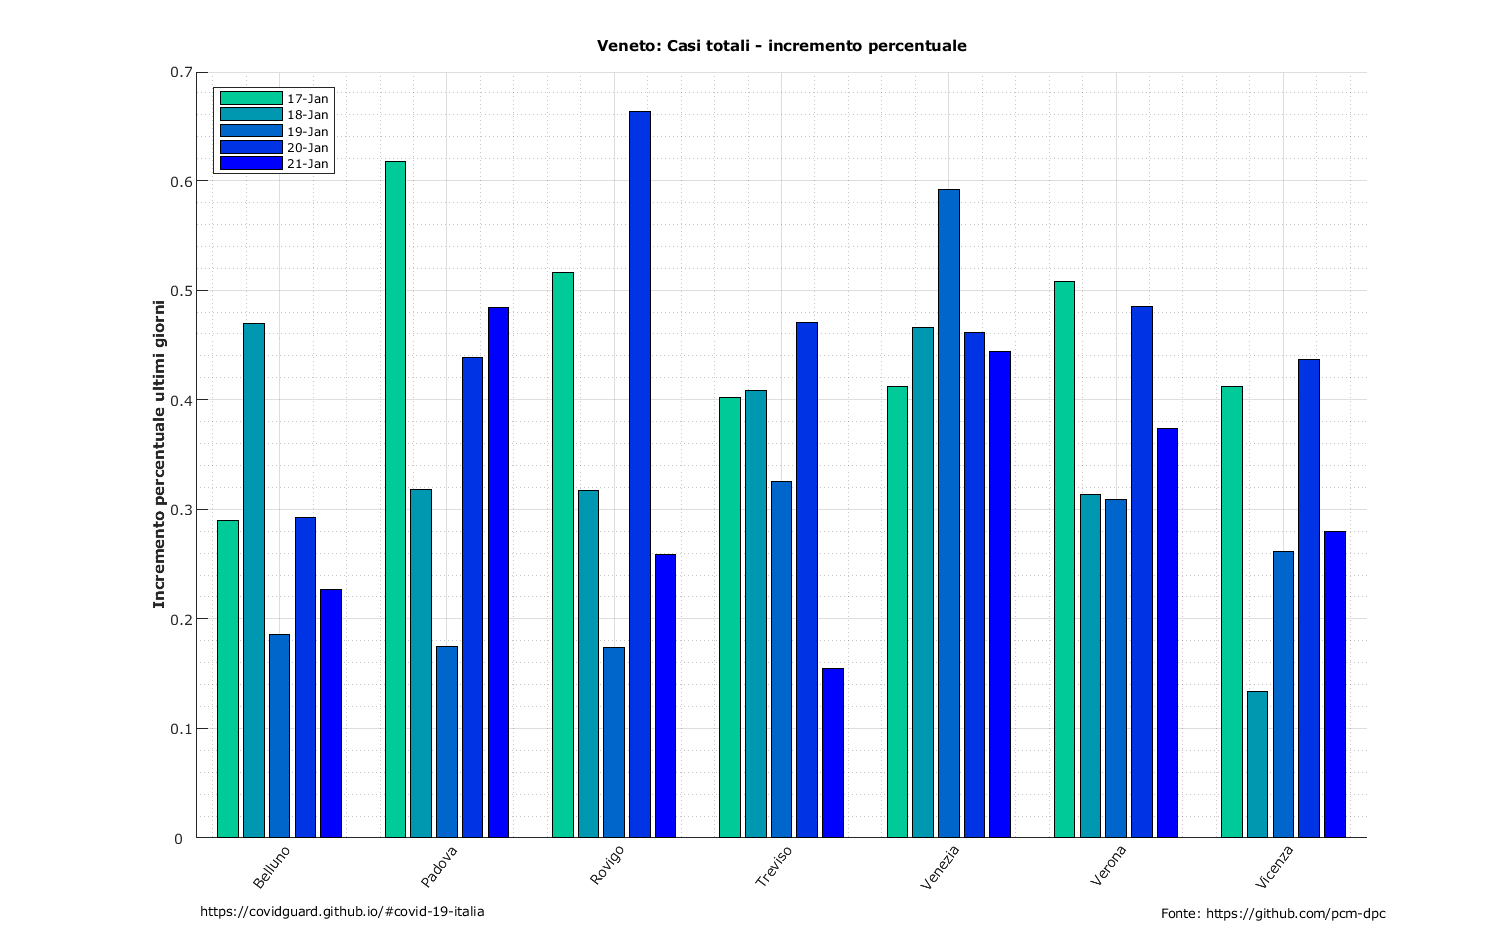 Veneto: Casi totali - incremento percentuale
0.7
0.6
0.5
0.4
0.3
0.2
0.1
0
Incremento percentuale ultimi giorni
17-Jan
18-Jan
19-Jan
20-Jan
21-Jan
Belluno
Padova
Rovigo
Treviso
Venezia
Verona
Vicenza
https://covidguard.github.io/#covid-19-italia
Fonte: https://github.com/pcm-dpc